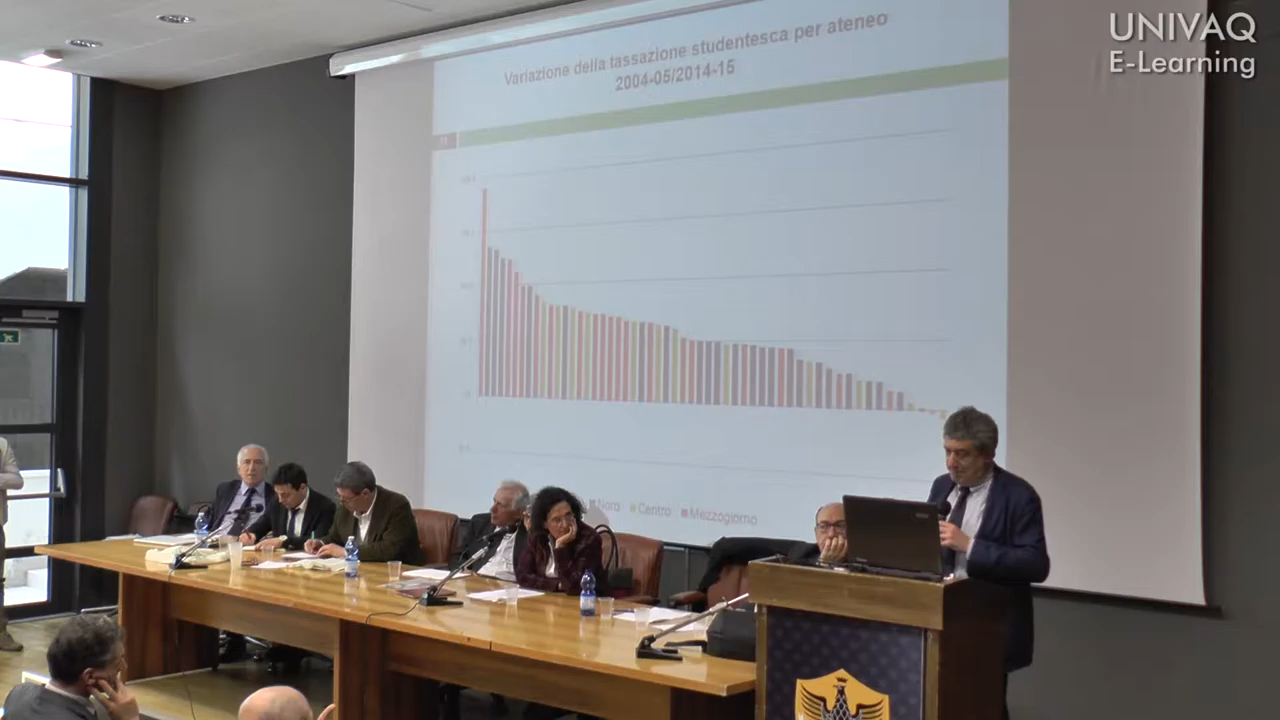 UNIVAQ
E-Learning
Variazione della tassazione studentesca per ateneo
2004-05/2014-15
Nord
Centro
Mezzogiorno